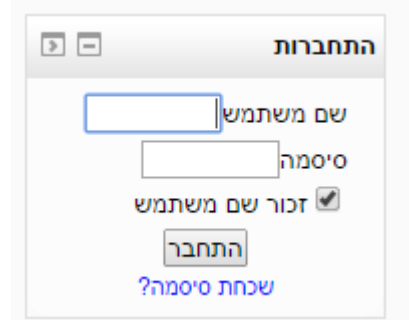 התחברות
שם משתמש
סיסמה
זכור שם משתמש
התחבר
שכחת סיסמה?